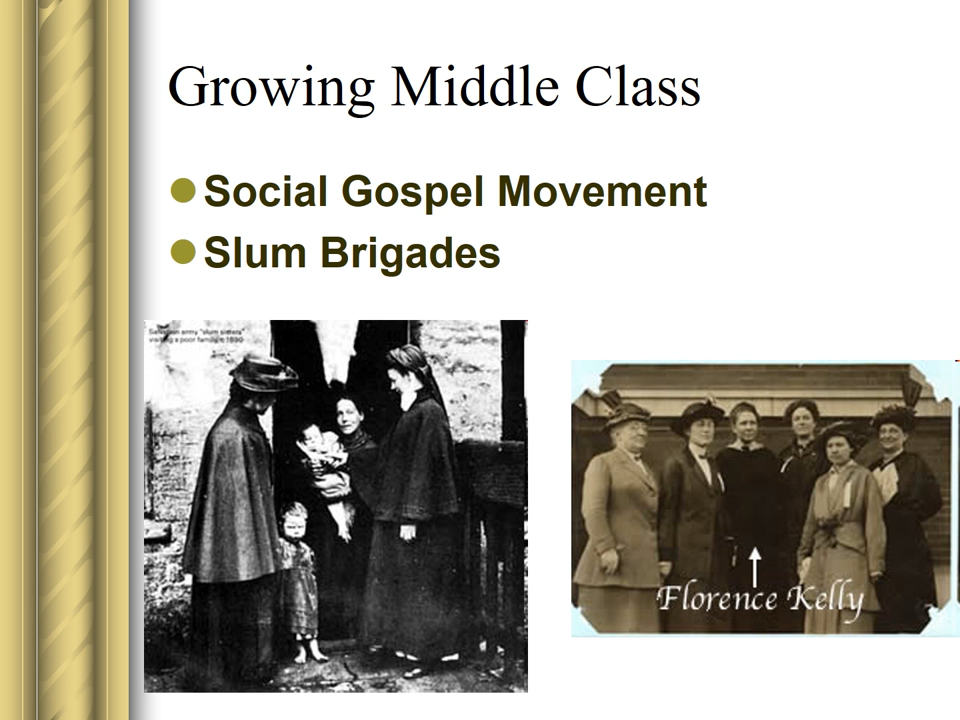 Growing Middle Class
Social Gospel Movement
Slum Brigades
Salvation army "slum sisters"
visiting a poor family c 1890
Florence Kelly